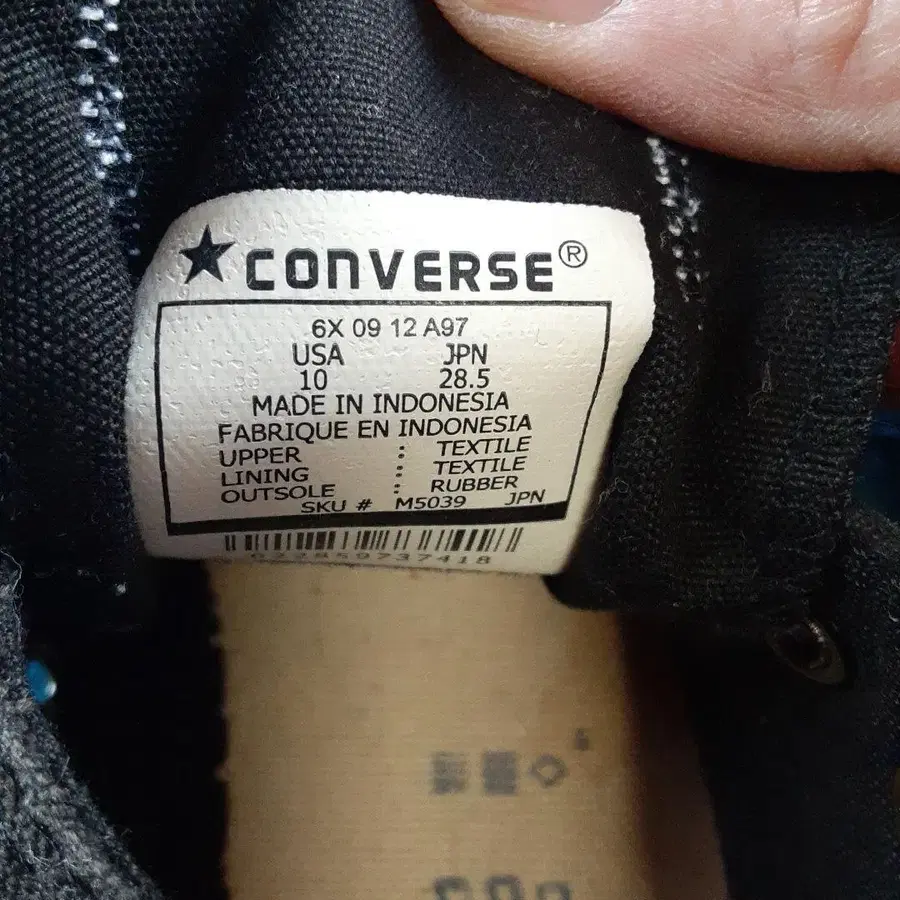 ★CONVERSE®
6X 09 12 A97
USA JPN
10 28.5
MADE IN INDONESIA
FABRIQUE EN INDONESIA
UPPER : TEXTILE
LINING : TEXTILE
OUTSOLE : RUBBER
SKU # M5039 JPN
622859737418